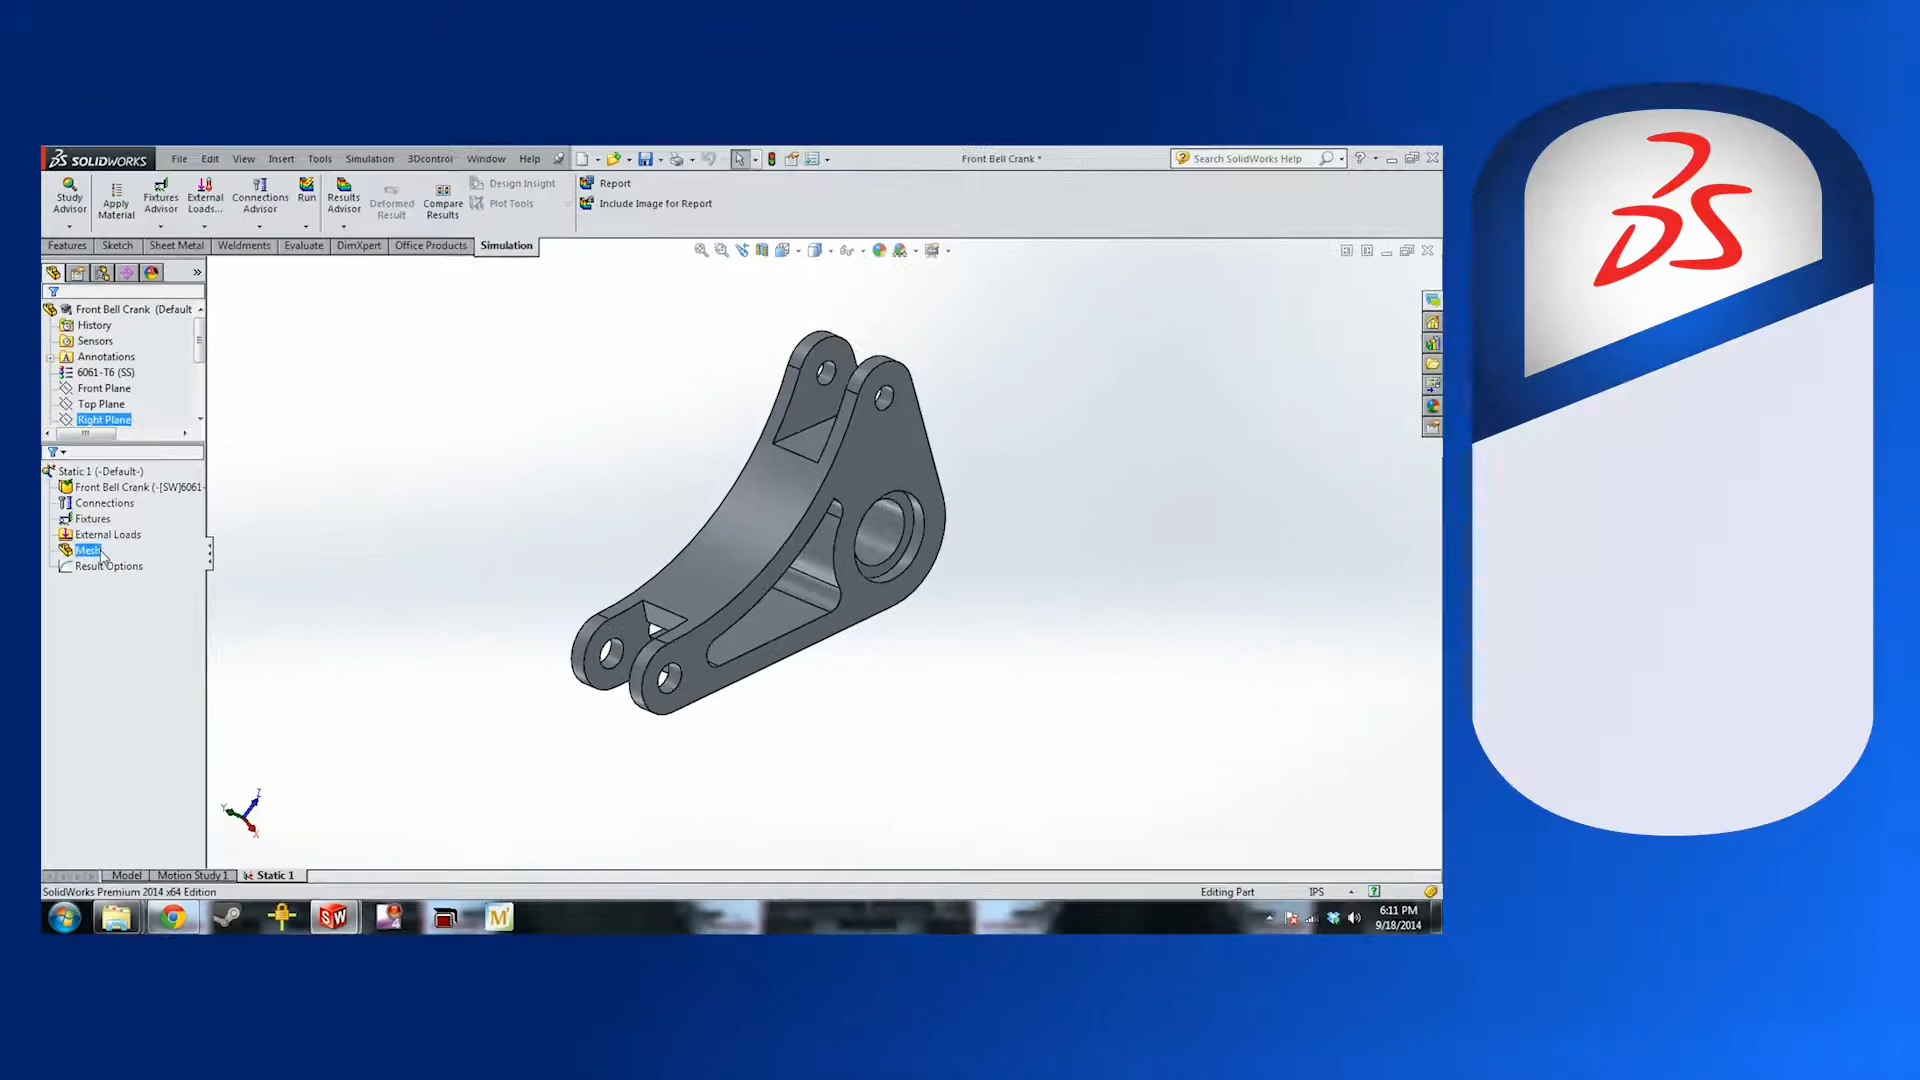 SOLIDWORKS File Edit View Insert Tools Simulation 3Dcontrol Window Help Front Bell Crank * Search SolidWorks Help
Study Advisor
Apply Material
Fixtures Advisor
External Loads...
Connections Advisor
Run
Results Advisor
Deformed Result
Compare Results
Design Insight
Plot Tools
Report
Include Image for Report
Features Sketch Sheet Metal Weldments Evaluate DimXpert Office Products Simulation
Front Bell Crank (Default
History
Sensors
Annotations
6061-T6 (SS)
Front Plane
Top Plane
Right Plane
Static 1 (-Default-)
Front Bell Crank (-[SW]6061-
Connections
Fixtures
External Loads
Mesh
Result Options
Z
Y
X
Model Motion Study 1 Static 1
SolidWorks Premium 2014 x64 Edition Editing Part IPS
SW
M
6:11 PM
9/18/2014